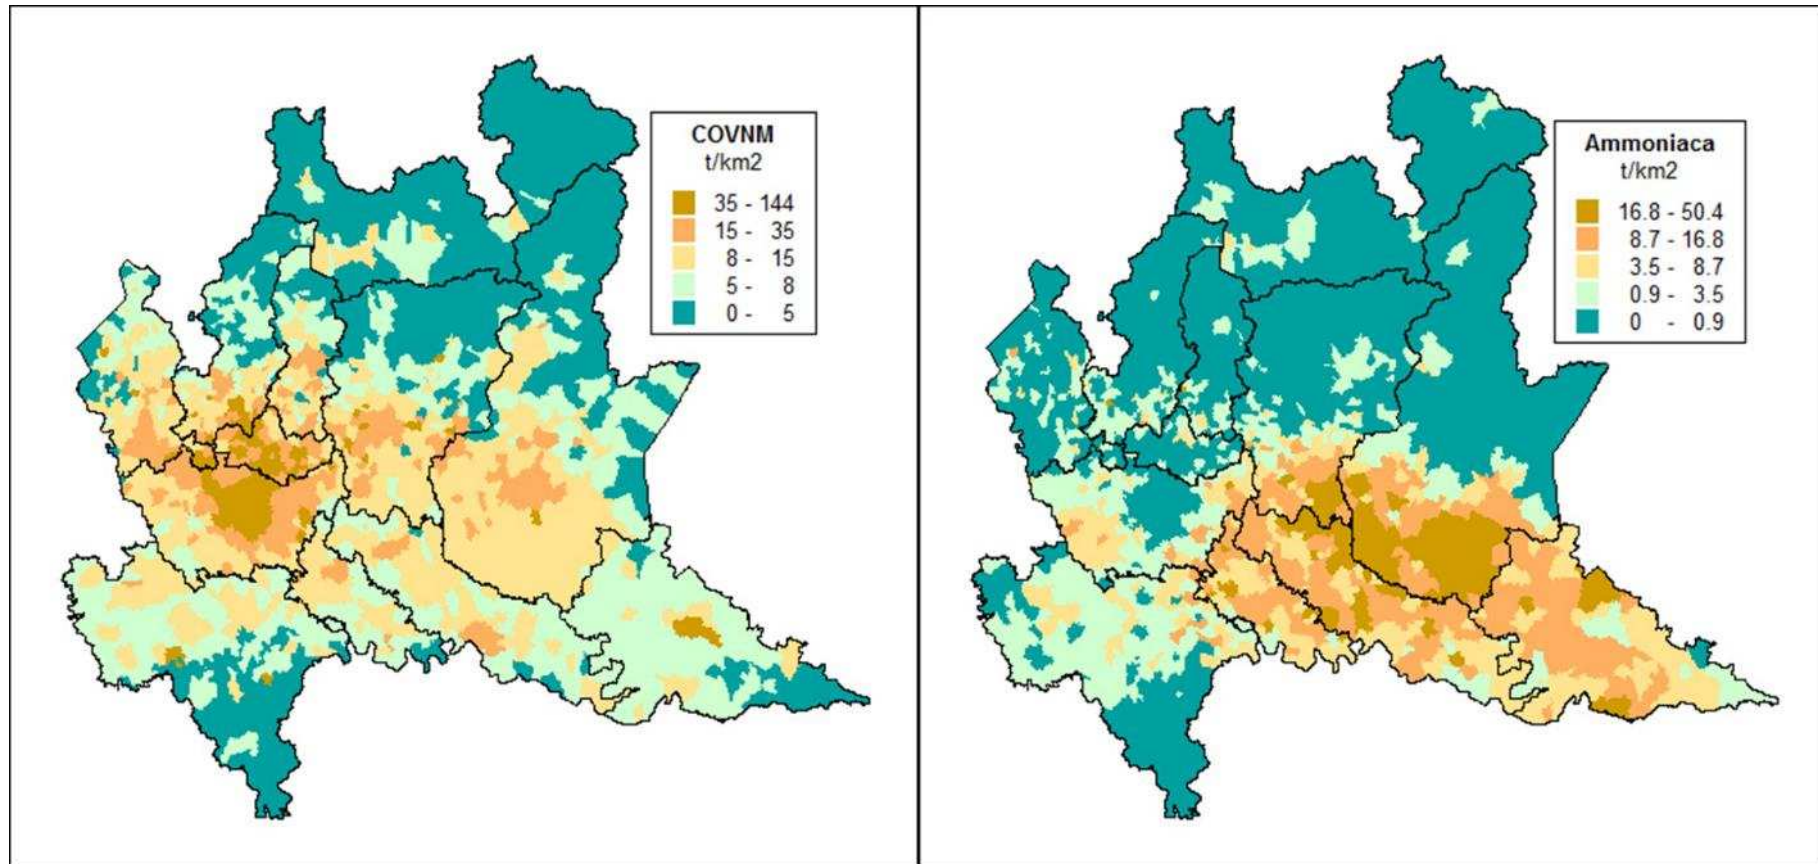 COVNM
t/km2
35 - 144
15 - 35
8 - 15
5 - 8
0 - 5
Ammoniaca
t/km2
16.8 - 50.4
8.7 - 16.8
3.5 - 8.7
0.9 - 3.5
0 - 0.9